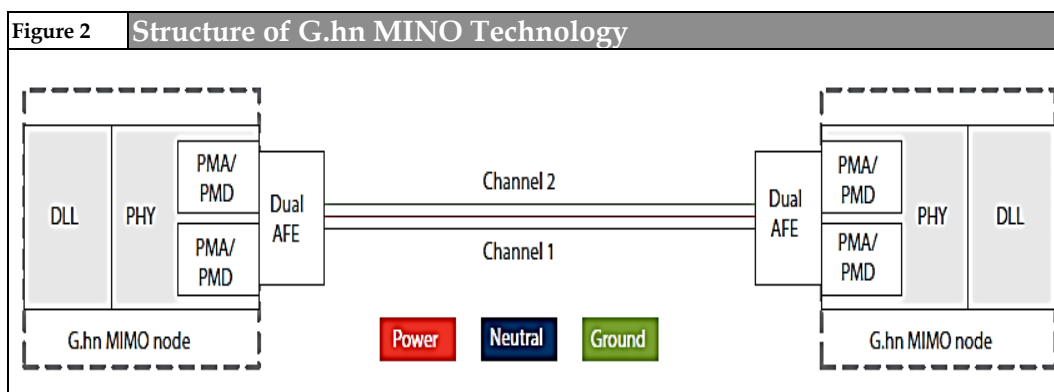 Figure 2 Structure of G.hn MINO Technology
DLL
PHY
PMA/
PMD
PMA/
PMD
Dual
AFE
Channel 2
Channel 1
Dual
AFE
PMA/
PMD
PMA/
PMD
PHY
DLL
G.hn MIMO node
Power
Neutral
Ground
G.hn MIMO node